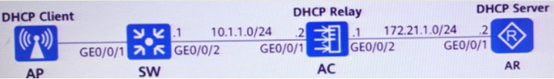 DHCP Client
DHCP Relay
DHCP Server
.1 10.1.1.0/24 .2
.1 172.21.1.0/24 .2
GE0/0/1
GE0/0/2
GE0/0/1
GE0/0/2
GE0/0/1
R
AP
SW
AC
AR